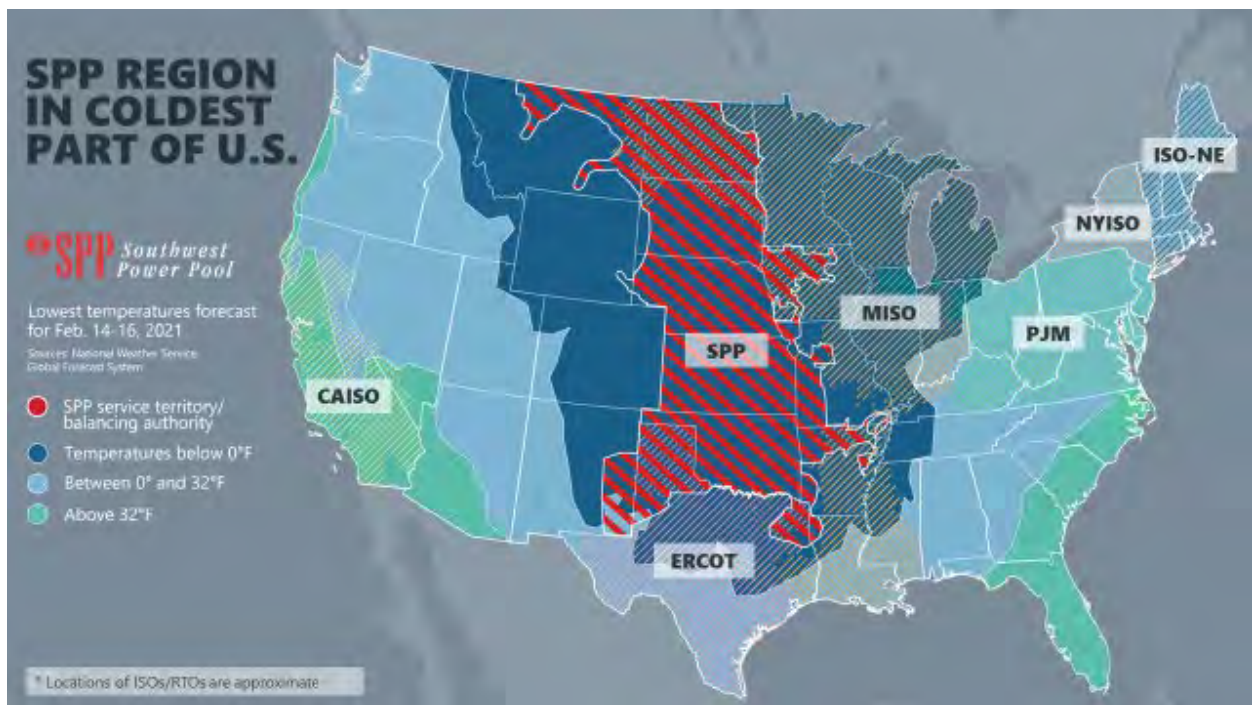 SPP REGION
IN COLDEST
PART OF U.S.
SPP Southwest
Power Pool
Lowest temperatures forecast
for Feb. 14-16, 2021
Sources: National Weather Service,
Global Forecast System
SPP service territory/
balancing authority
Temperatures below 0°F
Between 0° and 32°F
Above 32°F
ISO-NE
NYISO
MISO
PJM
SPP
CAISO
ERCOT
* Locations of ISOs/RTOs are approximate